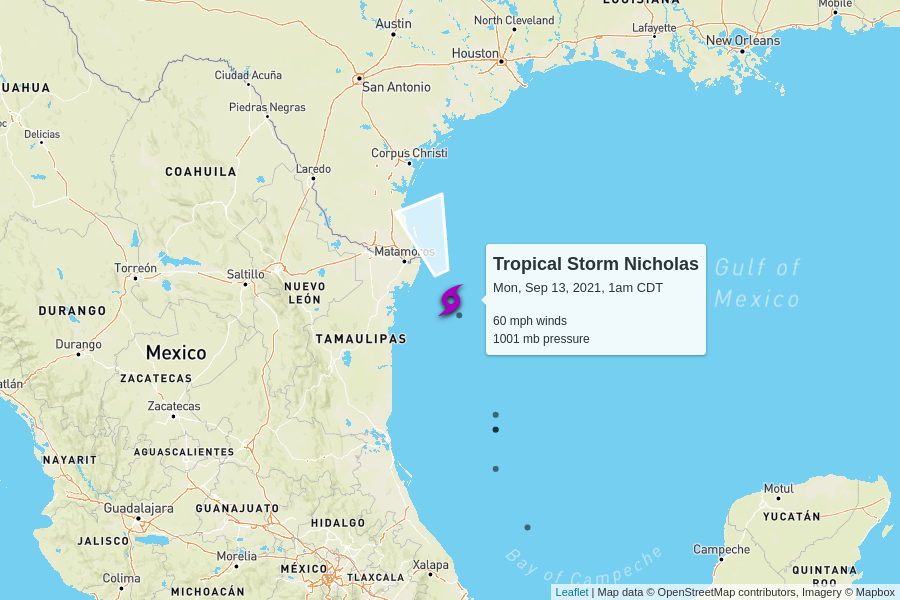 LOUISIANA
Mobile
Austin
North Cleveland
Lafayette
New Orleans
Houston
Ciudad Acuña
San Antonio
UAHUA
Piedras Negras
Delicias
Corpus Christi
COAHUILA
Laredo
Matamoros
Tropical Storm Nicholas
Mon, Sep 13, 2021, 1am CDT
60 mph winds
1001 mb pressure
Gulf of
Mexico
Torreón
Saltillo
NUEVO
LEÓN
DURANGO
TAMAULIPAS
Durango
Mexico
ZACATECAS
atlán
Zacatecas
AGUASCALIENTES
NAYARIT
Motul
Guadalajara
GUANAJUATO
YUCATÁN
HIDALGO
JALISCO
Campeche
Bay of Campeche
Morelia
MÉXICO
Xalapa
TLAXCALA
QUINTANA
ROO
Colima
MICHOACÁN
Leaflet | Map data © OpenStreetMap contributors, Imagery © Mapbox